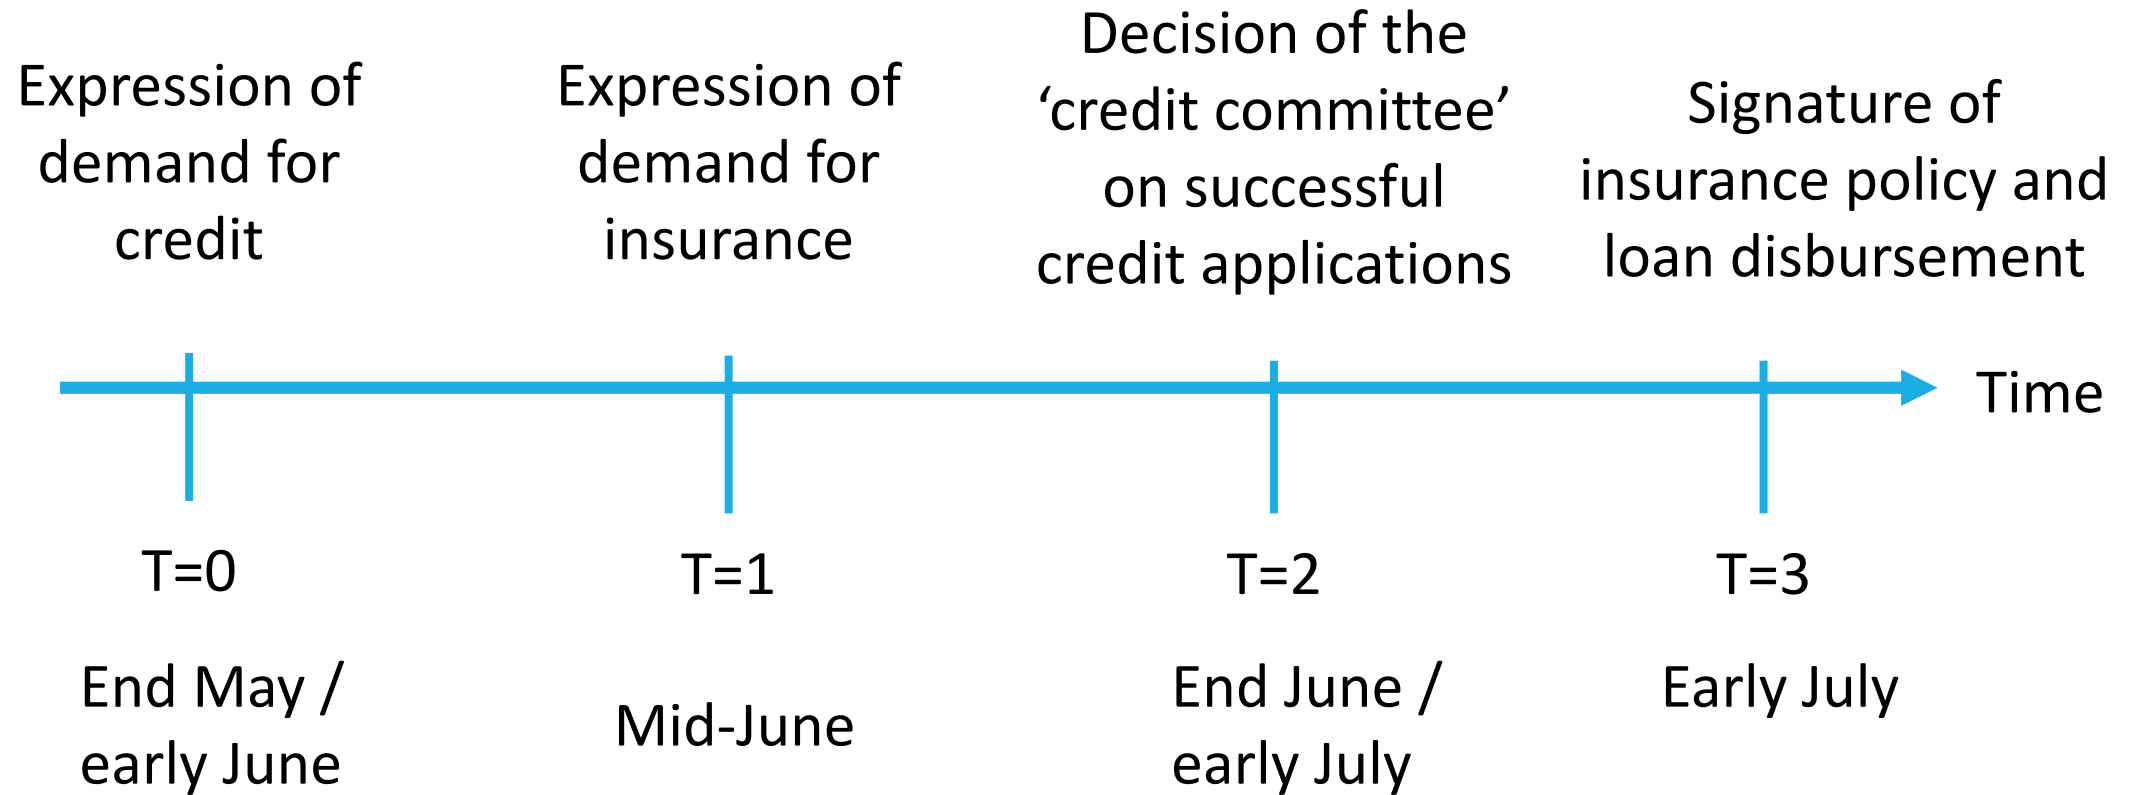 Expression of
demand for
credit
Expression of
demand for
insurance
Decision of the
‘credit committee’
on successful
credit applications
Signature of
insurance policy and
loan disbursement
Time
T=0
T=1
T=2
T=3
End May /
early June
Mid-June
End June /
early July
Early July